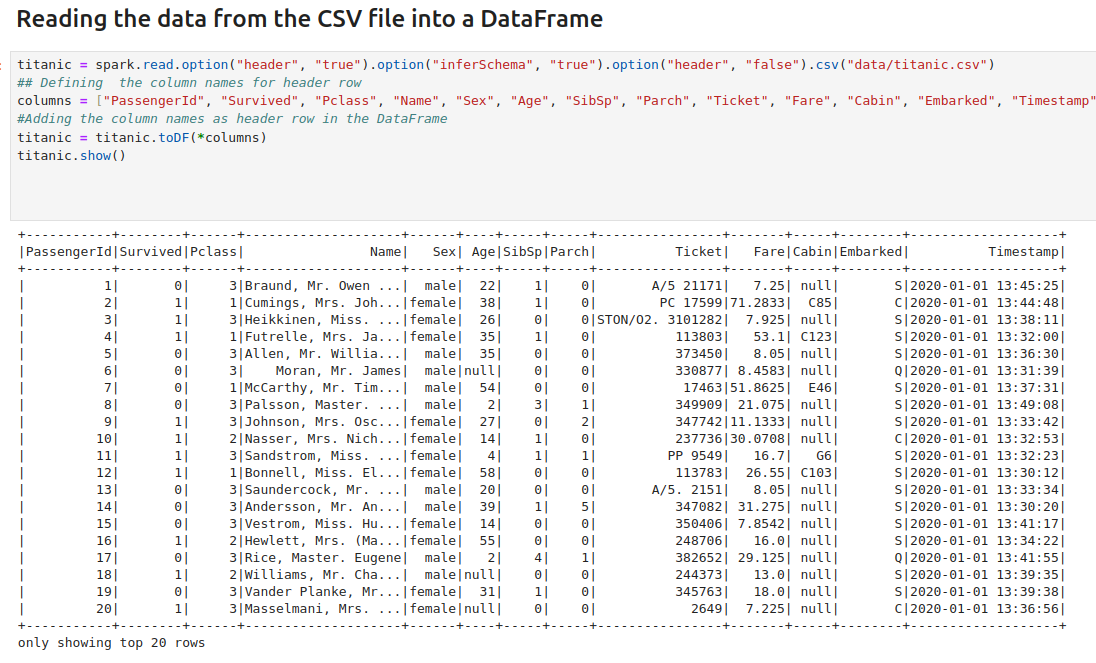 Reading the data from the CSV file into a DataFrame
titanic = spark.read.option("header", "true").option("inferSchema", "true").option("header", "false").csv("data/titanic.csv")
## Defining  the column names for header row
columns = ["PassengerId", "Survived", "Pclass", "Name", "Sex", "Age", "SibSp", "Parch", "Ticket", "Fare", "Cabin", "Embarked", "Timestamp"
#Adding the column names as header row in the DataFrame
titanic = titanic.toDF(*columns)
titanic.show()
+-----------+--------+------+--------------------+------+----+-----+-----+----------------+-------+-----+--------+-------------------+
|PassengerId|Survived|Pclass|                Name|   Sex| Age|SibSp|Parch|          Ticket|   Fare|Cabin|Embarked|          Timestamp|
+-----------+--------+------+--------------------+------+----+-----+-----+----------------+-------+-----+--------+-------------------+
|          1|       0|     3|Braund, Mr. Owen ...|  male|  22|    1|    0|       A/5 21171|   7.25| null|       S|2020-01-01 13:45:25|
|          2|       1|     1|Cumings, Mrs. Joh...|female|  38|    1|    0|        PC 17599|71.2833|  C85|       C|2020-01-01 13:44:48|
|          3|       1|     3|Heikkinen, Miss. ...|female|  26|    0|    0|STON/O2. 3101282|  7.925| null|       S|2020-01-01 13:38:11|
|          4|       1|     1|Futrelle, Mrs. Ja...|female|  35|    1|    0|          113803|   53.1| C123|       S|2020-01-01 13:32:00|
|          5|       0|     3|Allen, Mr. Willia...|  male|  35|    0|    0|          373450|   8.05| null|       S|2020-01-01 13:36:30|
|          6|       0|     3|    Moran, Mr. James|  male|null|    0|    0|          330877| 8.4583| null|       Q|2020-01-01 13:31:39|
|          7|       0|     1|McCarthy, Mr. Tim...|  male|  54|    0|    0|           17463|51.8625|  E46|       S|2020-01-01 13:37:31|
|          8|       0|     3|Palsson, Master. ...|  male|   2|    3|    1|          349909| 21.075| null|       S|2020-01-01 13:49:08|
|          9|       1|     3|Johnson, Mrs. Osc...|female|  27|    0|    2|          347742|11.1333| null|       S|2020-01-01 13:33:42|
|         10|       1|     2|Nasser, Mrs. Nich...|female|  14|    1|    0|          237736|30.0708| null|       C|2020-01-01 13:32:53|
|         11|       1|     3|Sandstrom, Miss. ...|female|   4|    1|    1|         PP 9549|   16.7|   G6|       S|2020-01-01 13:32:23|
|         12|       1|     1|Bonnell, Miss. El...|female|  58|    0|    0|          113783|  26.55| C103|       S|2020-01-01 13:30:12|
|         13|       0|     3|Saundercock, Mr. ...|  male|  20|    0|    0|       A/5. 2151|   8.05| null|       S|2020-01-01 13:33:34|
|         14|       0|     3|Andersson, Mr. An...|  male|  39|    1|    5|          347082| 31.275| null|       S|2020-01-01 13:30:20|
|         15|       0|     3|Vestrom, Miss. Hu...|female|  14|    0|    0|          350406| 7.8542| null|       S|2020-01-01 13:41:17|
|         16|       1|     2|Hewlett, Mrs. (Ma...|female|  55|    0|    0|          248706|   16.0| null|       S|2020-01-01 13:34:22|
|         17|       0|     3|Rice, Master. Eugene|  male|   2|    4|    1|          382652| 29.125| null|       Q|2020-01-01 13:41:55|
|         18|       1|     2|Williams, Mr. Cha...|  male|null|    0|    0|          244373|   13.0| null|       S|2020-01-01 13:39:35|
|         19|       0|     3|Vander Planke, Mr...|female|  31|    1|    0|          345763|   18.0| null|       S|2020-01-01 13:39:38|
|         20|       1|     3|Masselmani, Mrs. ...|female|null|    0|    0|            2649|  7.225| null|       C|2020-01-01 13:36:56|
+-----------+--------+------+--------------------+------+----+-----+-----+----------------+-------+-----+--------+-------------------+
only showing top 20 rows